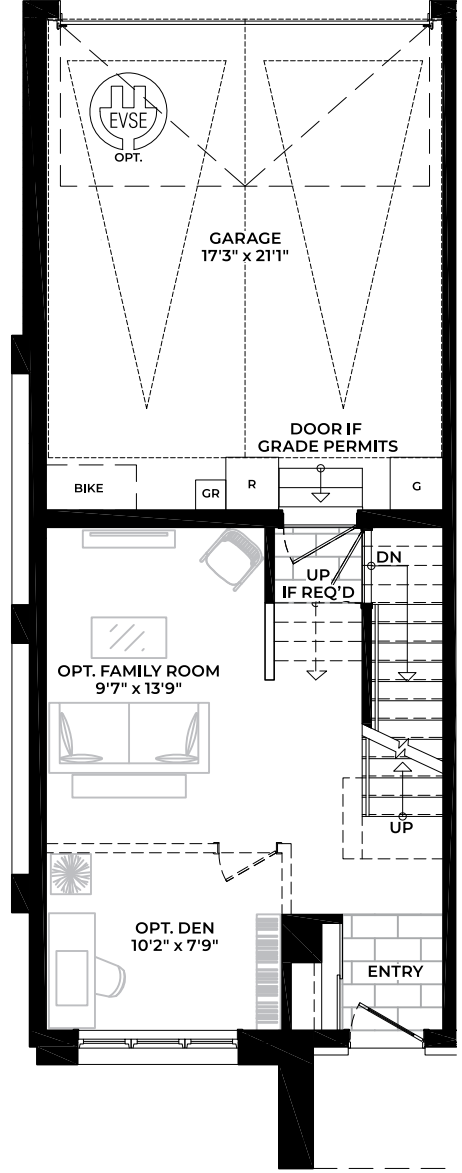 EVSE
OPT.
GARAGE
17'3" x 21'1"
DOOR IF
GRADE PERMITS
BIKE
GR
R
G
UP
IF REQ'D
DN
OPT. FAMILY ROOM
9'7" x 13'9"
UP
OPT. DEN
10'2" x 7'9"
ENTRY